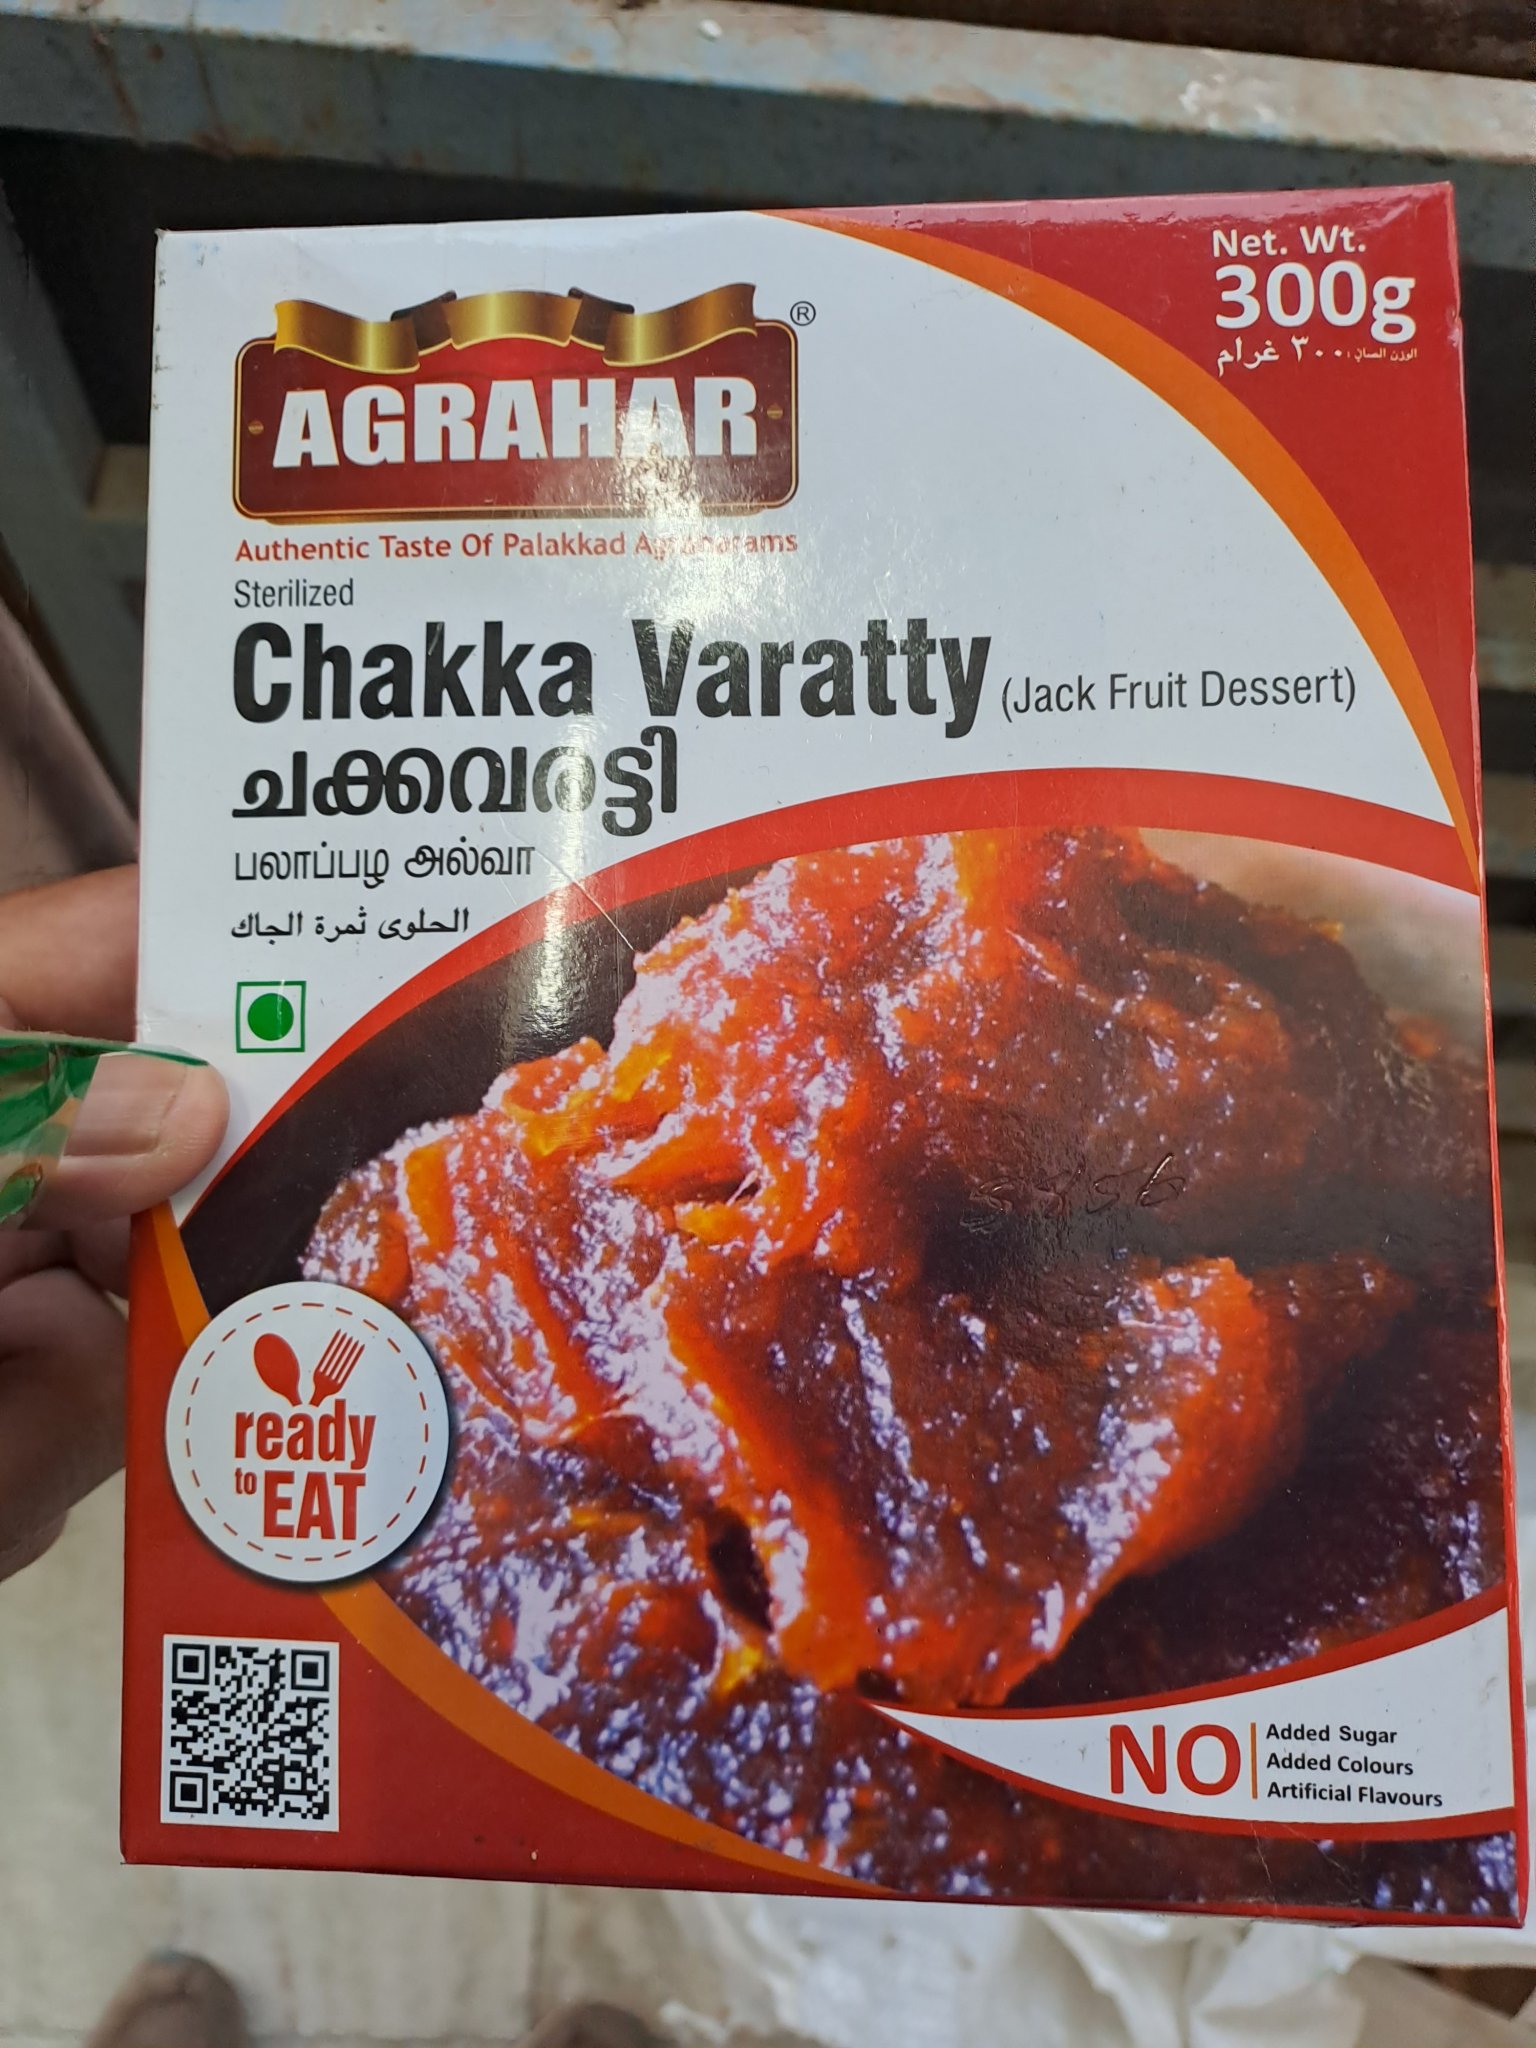 Net. Wt.
300g
الوزن الصافي : ٣٠٠ غرام
AGRAHAR ®
Authentic Taste Of Palakkad Agraharams
Sterilized
Chakka Varatty (Jack Fruit Dessert)
ചക്കവരട്ടി
பலாப்பழ அல்வா
الحلوى ثمرة الجاك
ready
to EAT
NO
Added Sugar
Added Colours
Artificial Flavours